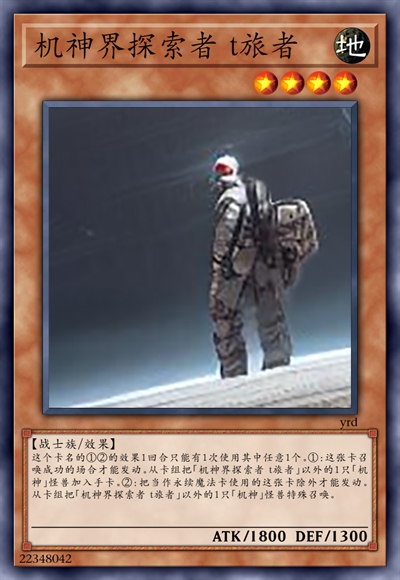 机神界探索者 t旅者
地
yrd
【战士族/效果】
这个卡名的①②的效果1回合只能有1次使用其中任意1个。①:这张卡召
唤成功的场合才能发动。从卡组把「机神界探索者 t旅者」以外的1只「机
神」怪兽加入手卡。②:把当作永续魔法卡使用的这张卡除外才能发动。
从卡组把「机神界探索者 t旅者」以外的1只「机神」怪兽特殊召唤。
ATK/1800 DEF/1300
22348042